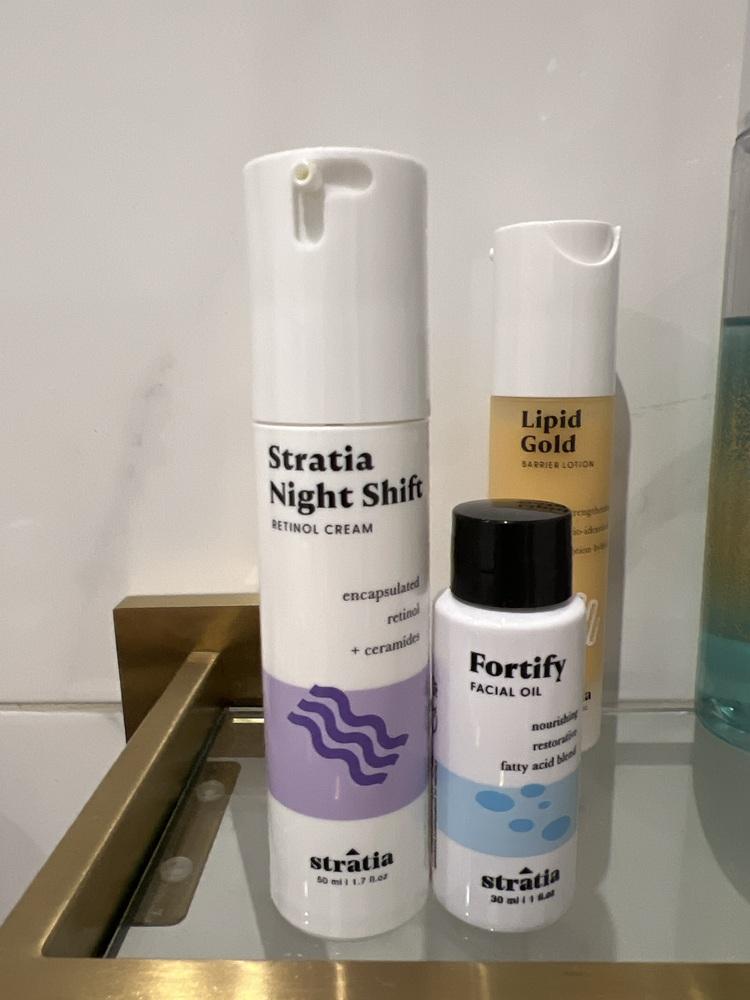 Stratia
Night Shift
RETINOL CREAM
encapsulated
retinol
+ ceramides
stratia
50 ml | 1.7 fl.oz
Lipid
Gold
BARRIER LOTION
Fortify
FACIAL OIL
nourishing
restorative
fatty acid blend
stratia
30 ml | 1 fl.oz